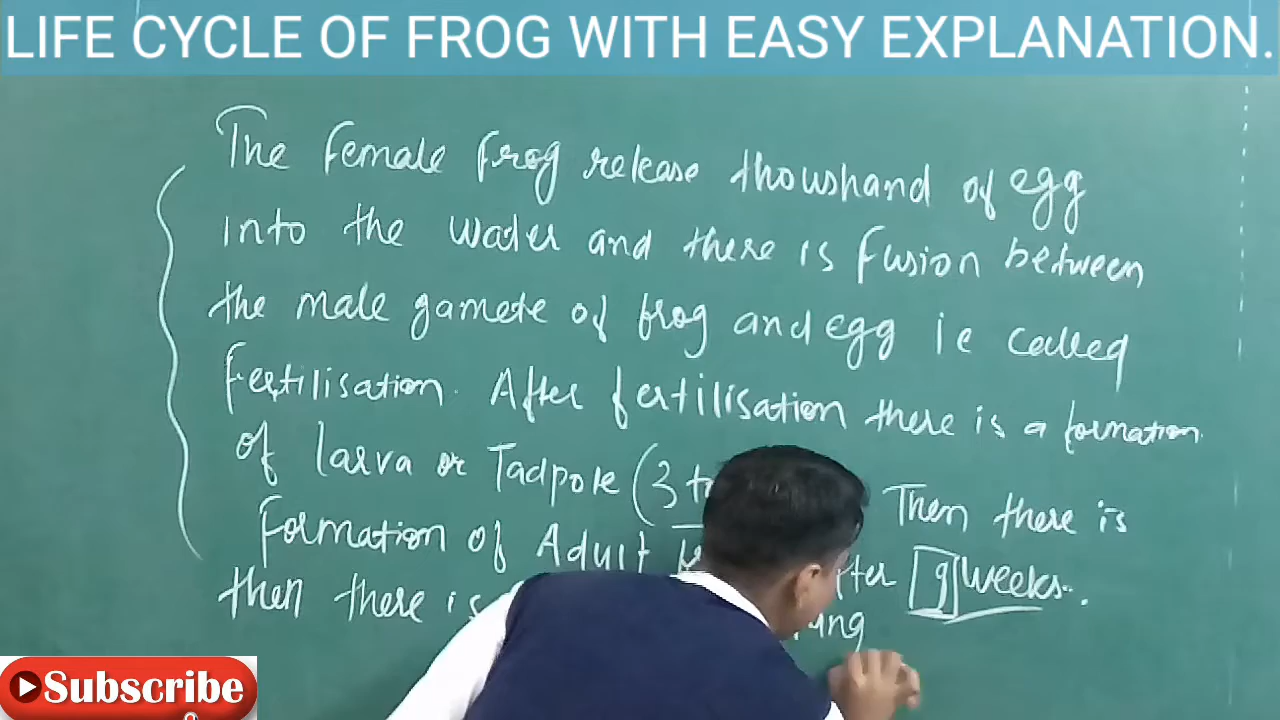 LIFE CYCLE OF FROG WITH EASY EXPLANATION.
The female frog release thoushand of egg
into the water and there is fusion between
the male gamete of frog and egg ie called
fertilisation. After fertilisation there is a formation
of larva or Tadpole (3 Then there is
formation of Adult 9 weeks.
then there is
Subscribe